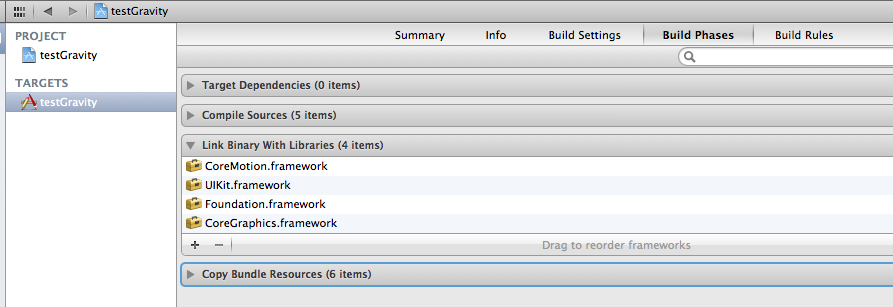 testGravity
PROJECT
testGravity
TARGETS
testGravity
Summary Info Build Settings Build Phases Build Rules
Target Dependencies (0 items)
Compile Sources (5 items)
Link Binary With Libraries (4 items)
CoreMotion.framework
UIKit.framework
Foundation.framework
CoreGraphics.framework
+ − Drag to reorder frameworks
Copy Bundle Resources (6 items)